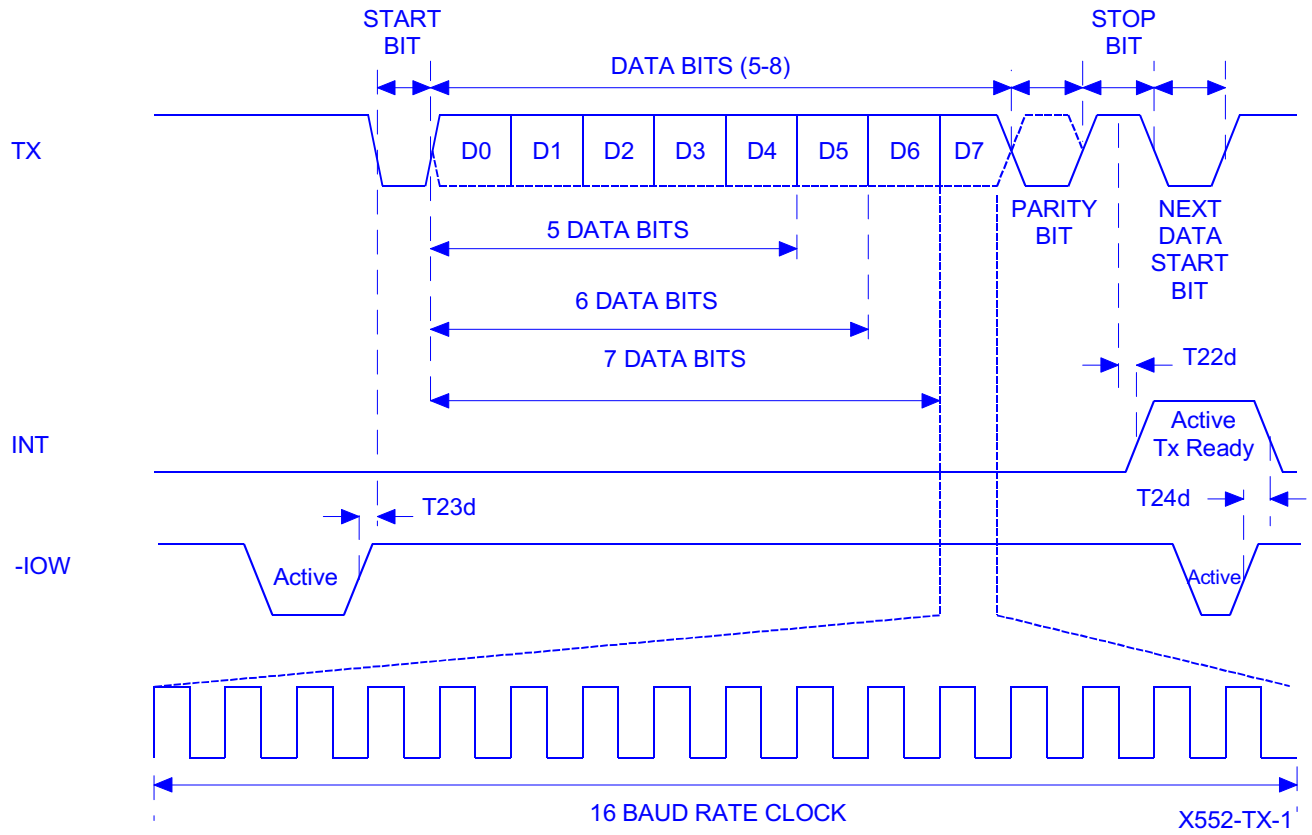 START
BIT
STOP
BIT
DATA BITS (5-8)
TX
D0 D1 D2 D3 D4 D5 D6 D7
PARITY
BIT
NEXT
DATA
START
BIT
5 DATA BITS
6 DATA BITS
7 DATA BITS
T22d
INT
Active
Tx Ready
T23d
T24d
-IOW
Active
Active
16 BAUD RATE CLOCK
X552-TX-1